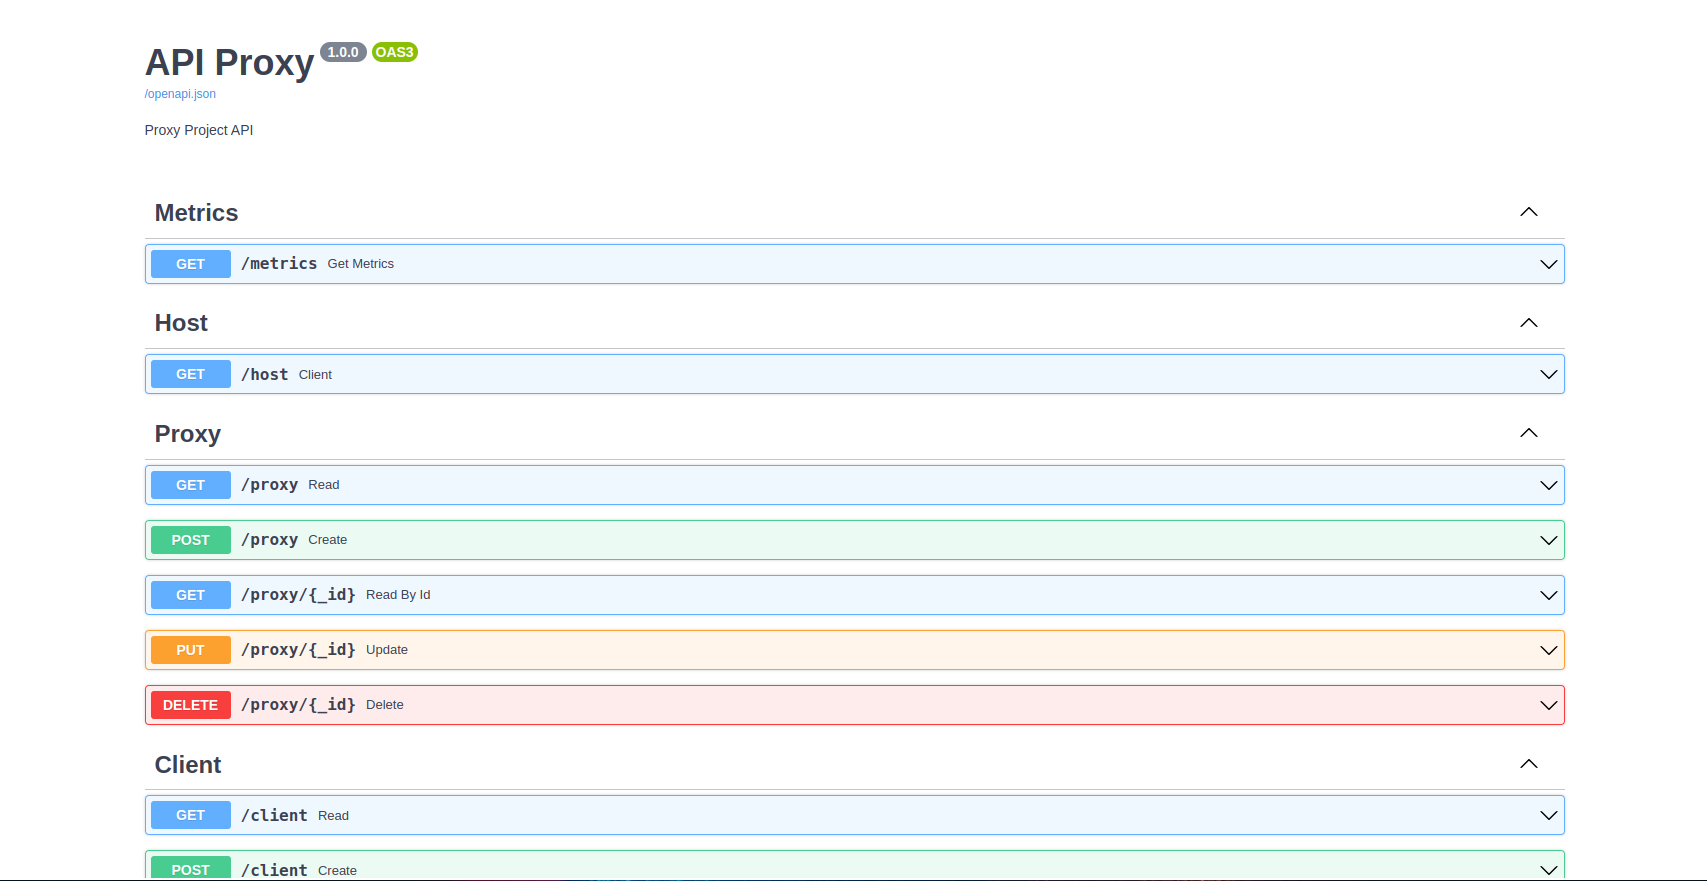 API Proxy 1.0.0 OAS3
/openapi.json
Proxy Project API
Metrics
GET /metrics Get Metrics
Host
GET /host Client
Proxy
GET /proxy Read
POST /proxy Create
GET /proxy/{_id} Read By Id
PUT /proxy/{_id} Update
DELETE /proxy/{_id} Delete
Client
GET /client Read
POST /client Create